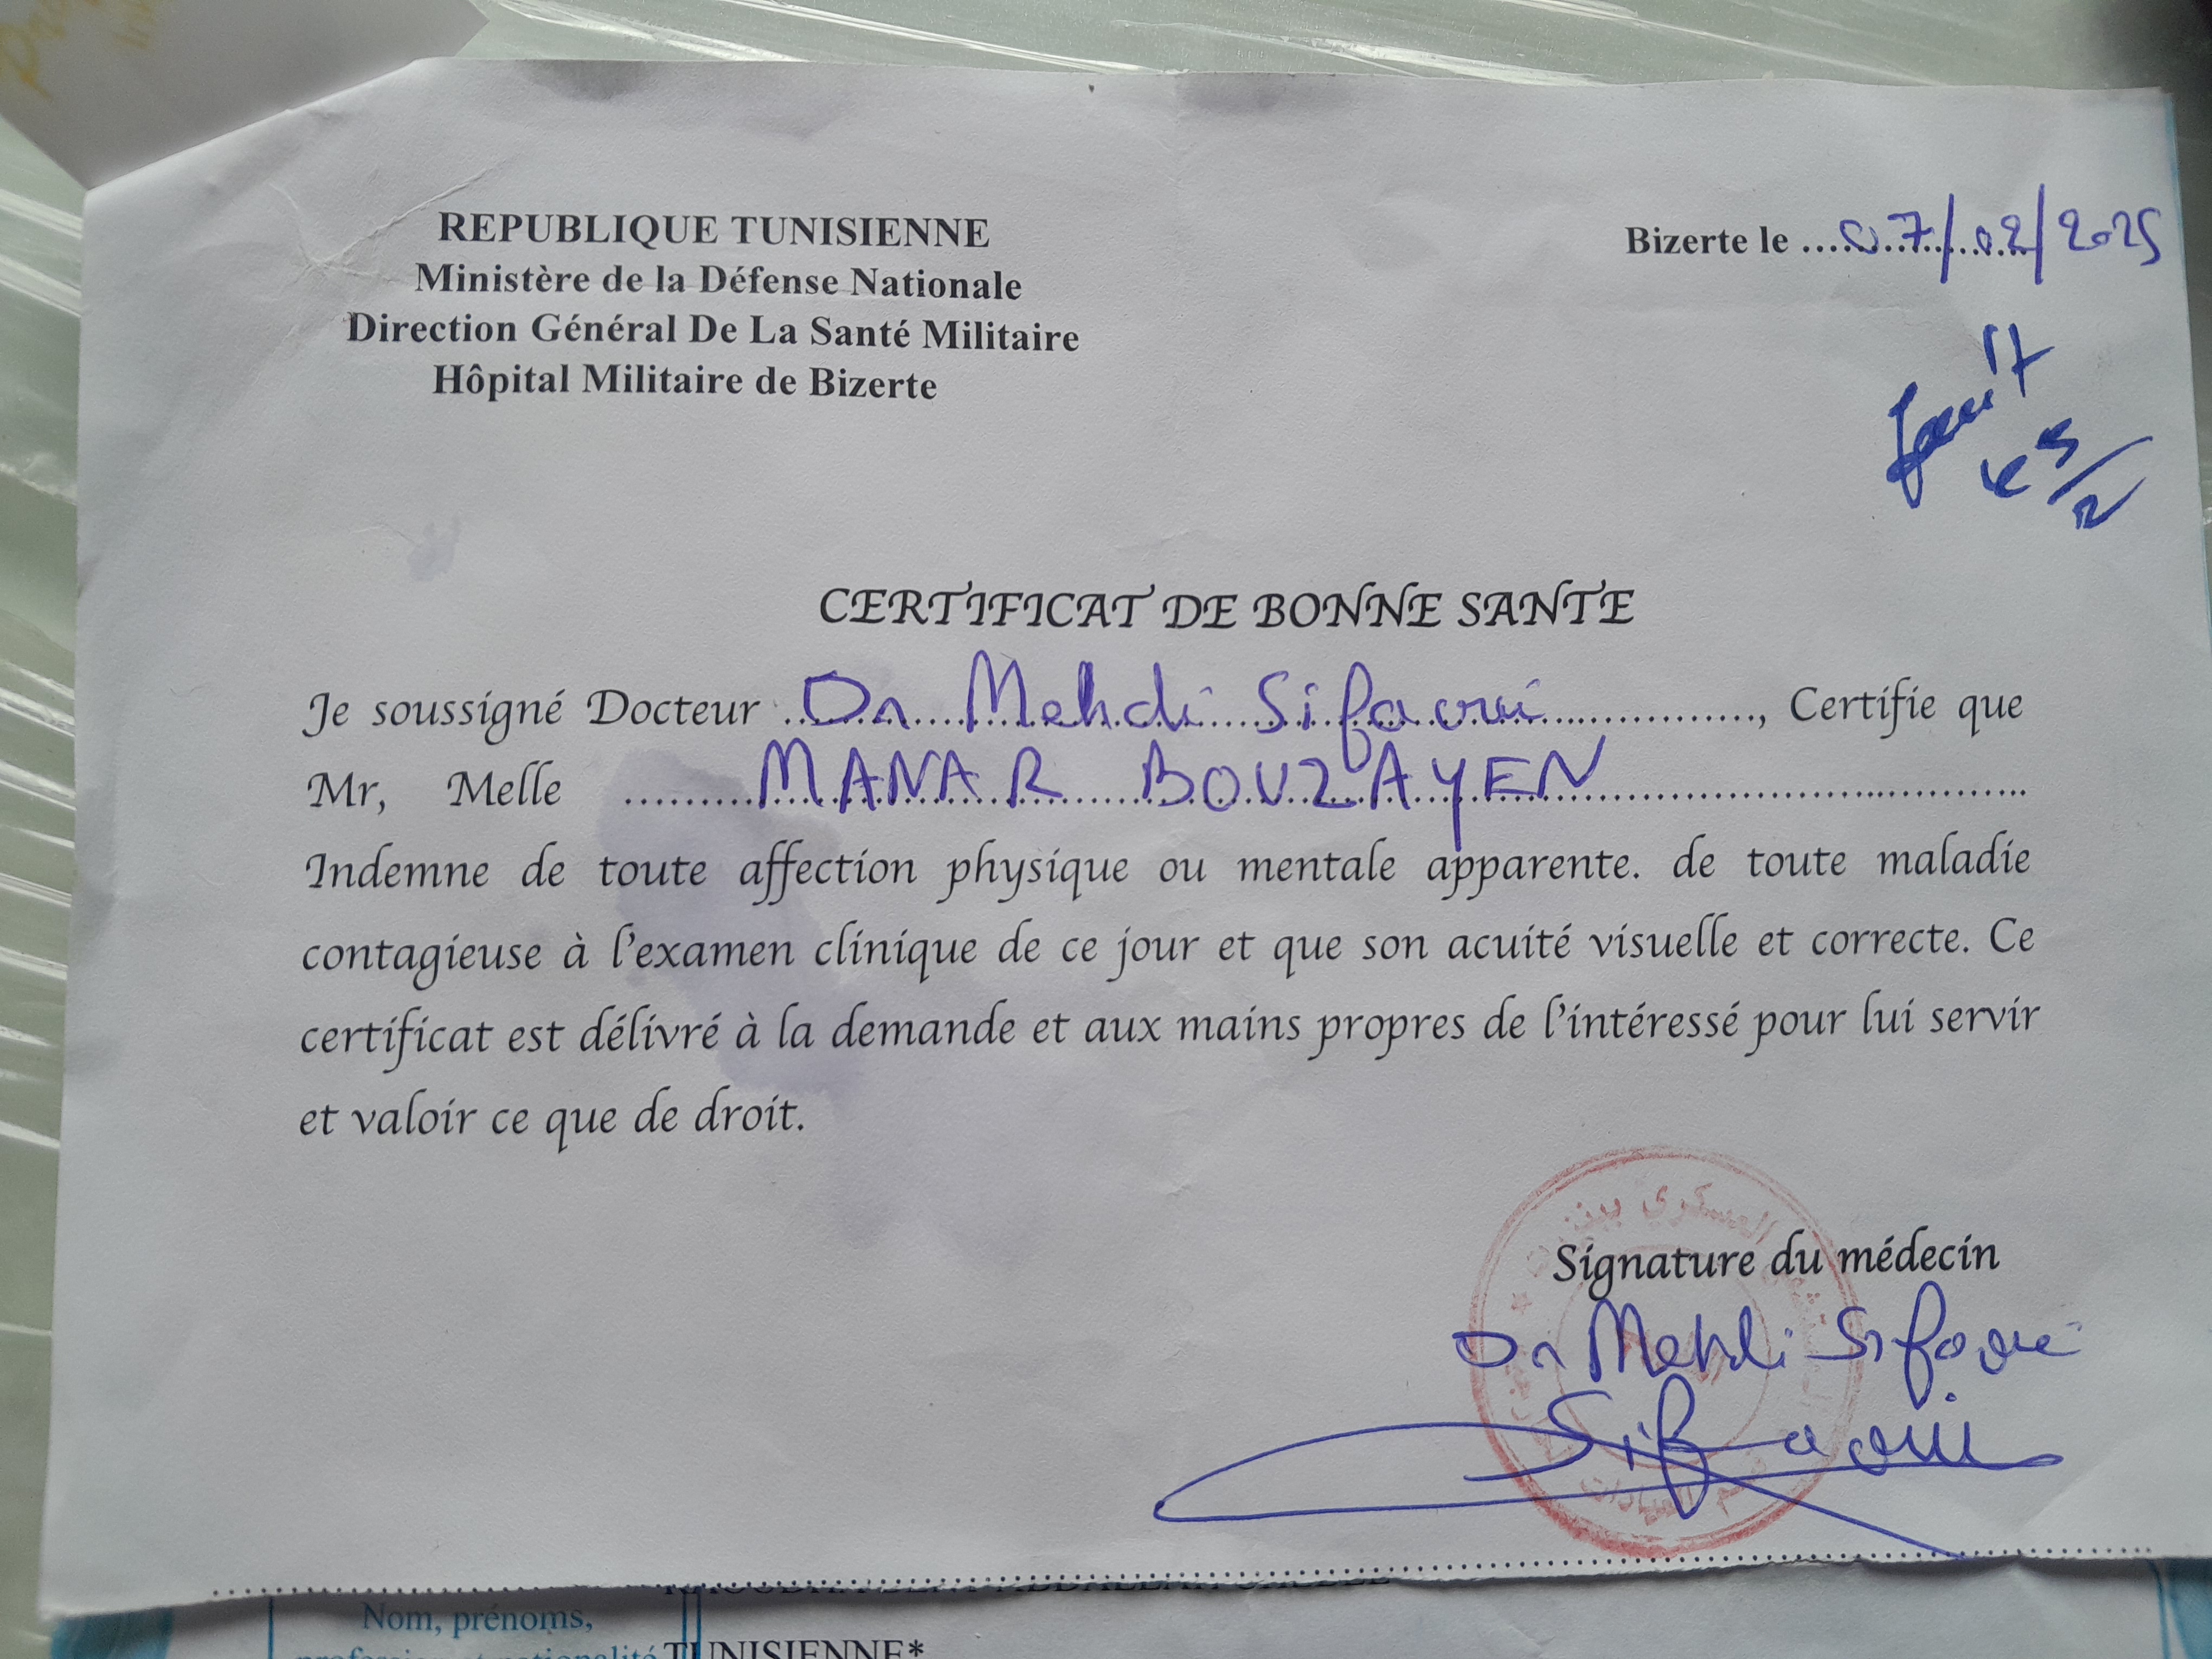 REPUBLIQUE TUNISIENNE
Ministère de la Défense Nationale
Direction Général De La Santé Militaire
Hôpital Militaire de Bizerte
Bizerte le ....07/02/2025
CERTIFICAT DE BONNE SANTE
Je soussigné Docteur ...Dr Mehdi Sifaoui..............., Certifie que
Mr, Melle .........MANAR BOUZAYEN..............................
Indemne de toute affection physique ou mentale apparente. de toute maladie
contagieuse à l'examen clinique de ce jour et que son acuité visuelle et correcte. Ce
certificat est délivré à la demande et aux mains propres de l'intéressé pour lui servir
et valoir ce que de droit.
العسكري ببنزرت
Signature du médecin
Dr Mehdi Sifaoui
Sifaoui
Nom, prénoms,
TUNISIENNE*